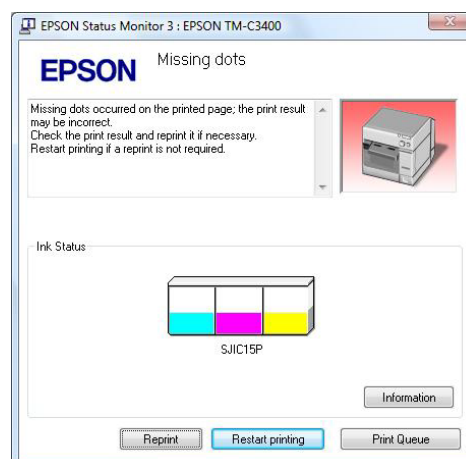 EPSON Status Monitor 3 : EPSON TM-C3400
EPSON
Missing dots
Missing dots occurred on the printed page; the print result
may be incorrect.
Check the print result and reprint it if necessary.
Restart printing if a reprint is not required.
Ink Status
SJIC15P
Information
Reprint
Restart printing
Print Queue